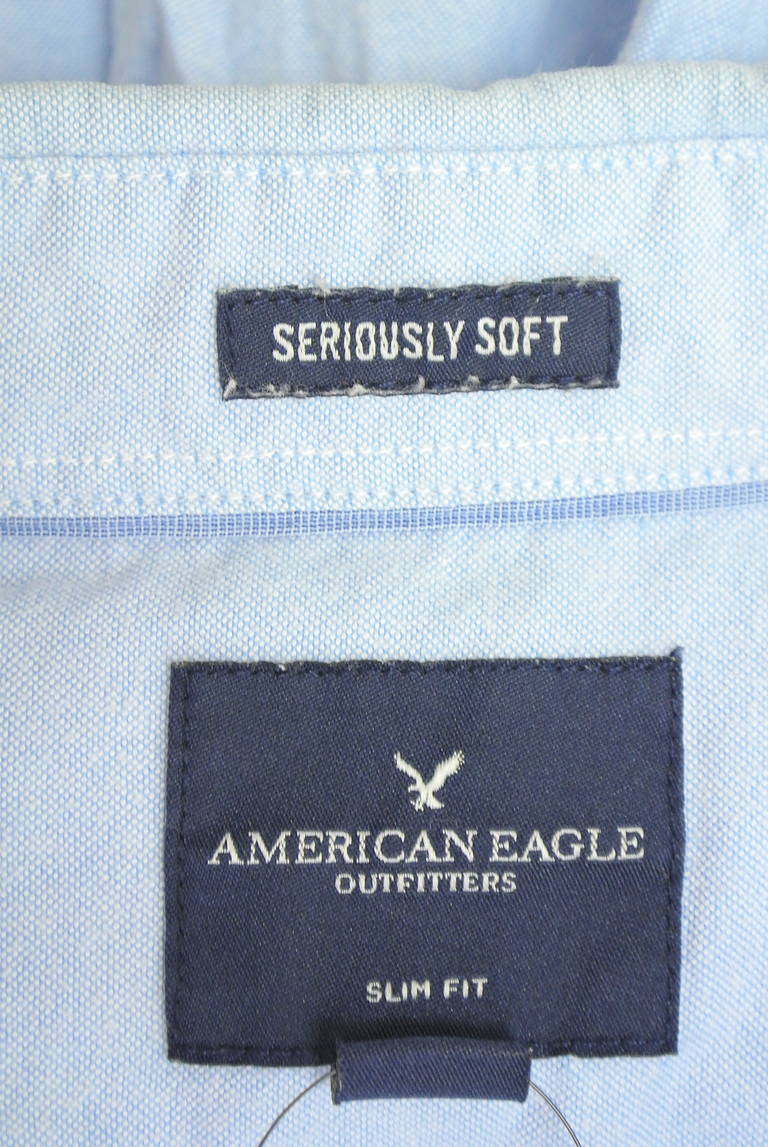 SERIOUSLY SOFT
AMERICAN EAGLE
OUTFITTERS
SLIM FIT